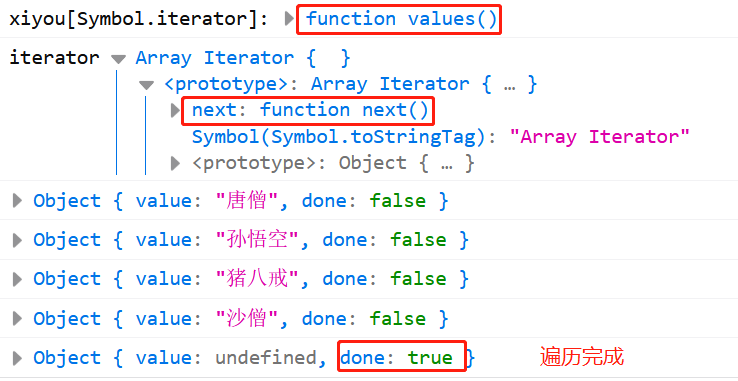 xiyou[Symbol.iterator]: ▶ function values()
iterator ▼ Array Iterator {  }
▼ <prototype>: Array Iterator { … }
▶ next: function next()
Symbol(Symbol.toStringTag): "Array Iterator"
▶ <prototype>: Object { … }
▶ Object { value: "唐僧", done: false }
▶ Object { value: "孙悟空", done: false }
▶ Object { value: "猪八戒", done: false }
▶ Object { value: "沙僧", done: false }
▶ Object { value: undefined, done: true } 遍历完成